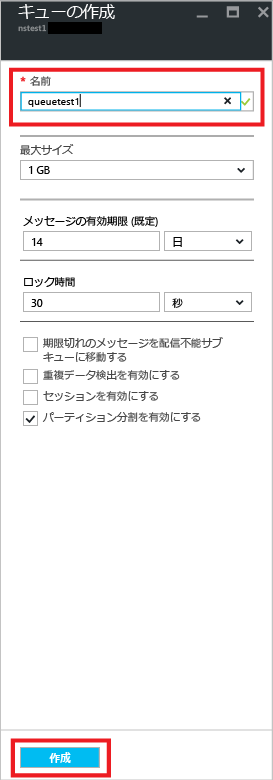 キューの作成
nstest1
* 名前
queuetest1
最大サイズ
1 GB
メッセージの有効期限 (既定)
14 日
ロック時間
30 秒
期限切れのメッセージを配信不能サブ
キューに移動する
重複データ検出を有効にする
セッションを有効にする
パーティション分割を有効にする
作成